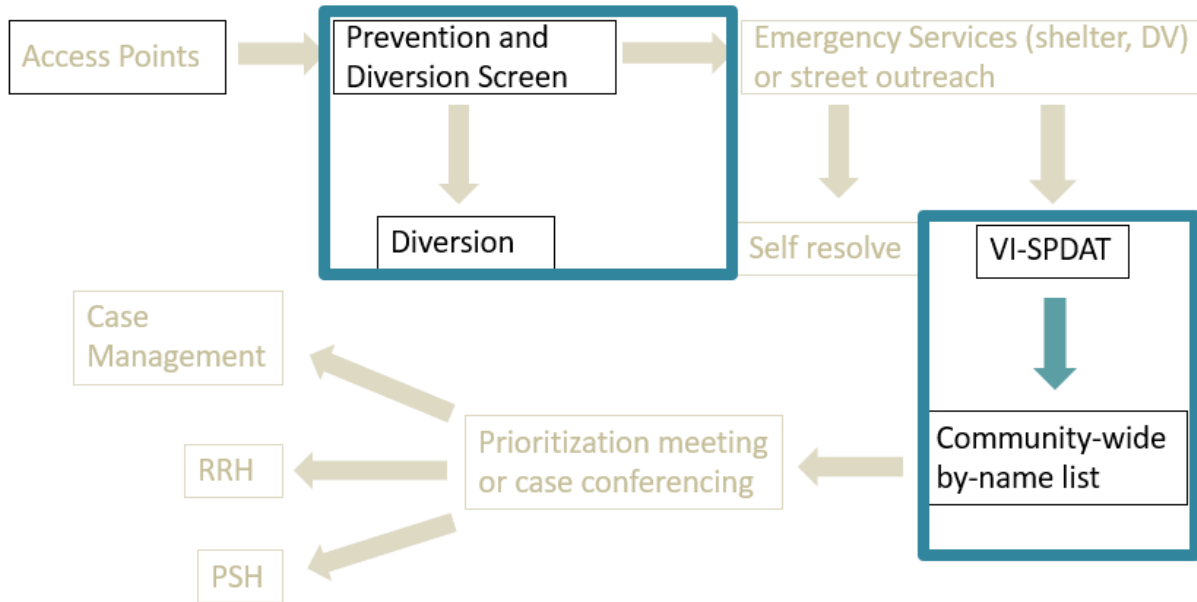 Access Points
Prevention and
Diversion Screen
Emergency Services (shelter, DV)
or street outreach
Diversion
Self resolve
VI-SPDAT
Case
Management
RRH
PSH
Prioritization meeting
or case conferencing
Community-wide
by-name list